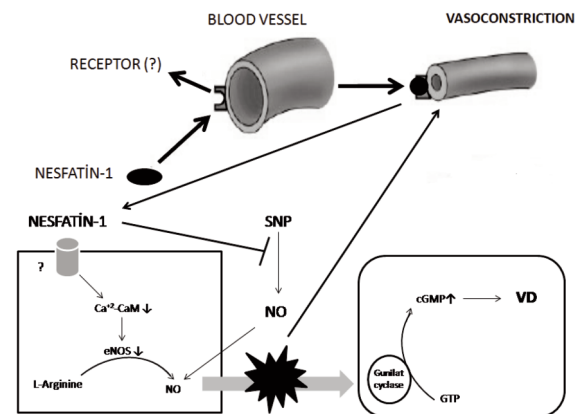 BLOOD VESSEL
VASOCONSTRICTION
RECEPTOR (?)
NESFATİN-1
NESFATİN-1
SNP
?
Ca⁺²-CaM ↓
eNOS ↓
L-Arginine
NO
NO
cGMP↑
VD
Gunilat
cyclase
GTP